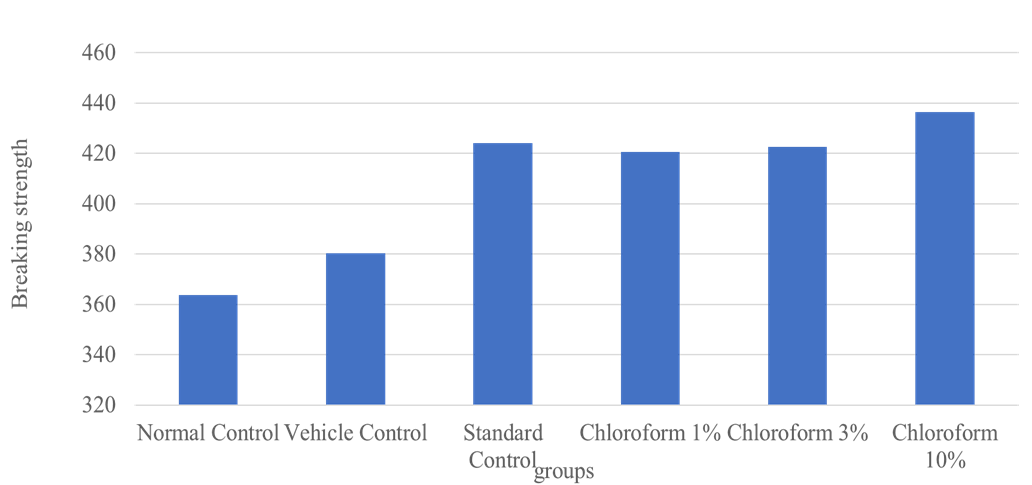 460
440
420
400
380
360
340
320
Breaking strength
Normal Control
Vehicle Control
Standard
Control
Chloroform 1%
Chloroform 3%
Chloroform
10%
groups